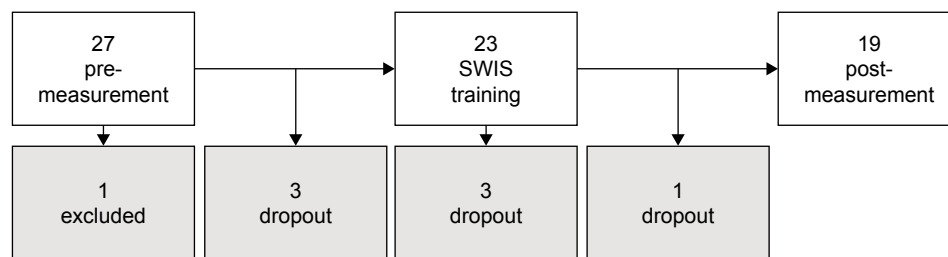 27
pre-
measurement
23
SWIS
training
19
post-
measurement
1
excluded
3
dropout
3
dropout
1
dropout